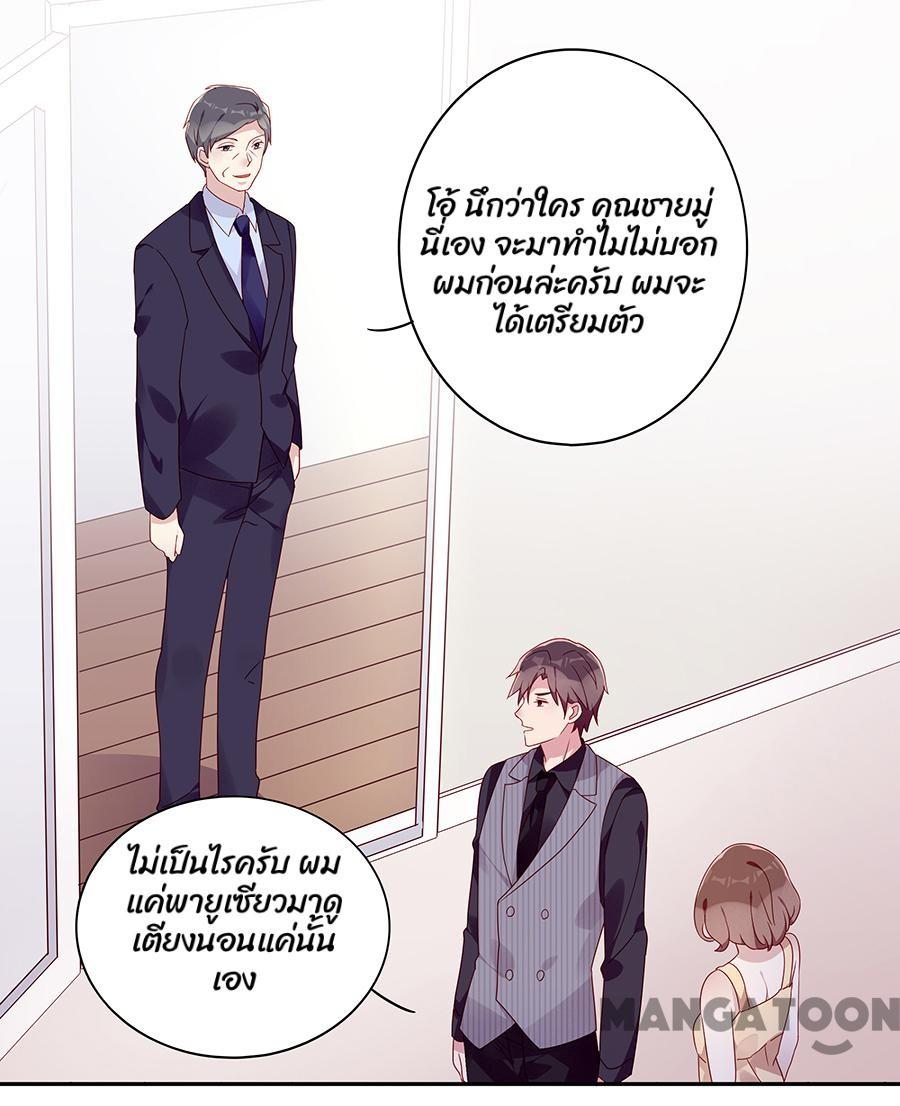 โอ้ นึกว่าใคร คุณชายมู่
นี่เอง จะมาทำไมไม่บอก
ผมก่อนล่ะครับ ผมจะ
ได้เตรียมตัว
ไม่เป็นไรครับ ผม
แค่พายูเซียวมาดู
เตียงนอนแค่นั้น
เอง
MANGATOON